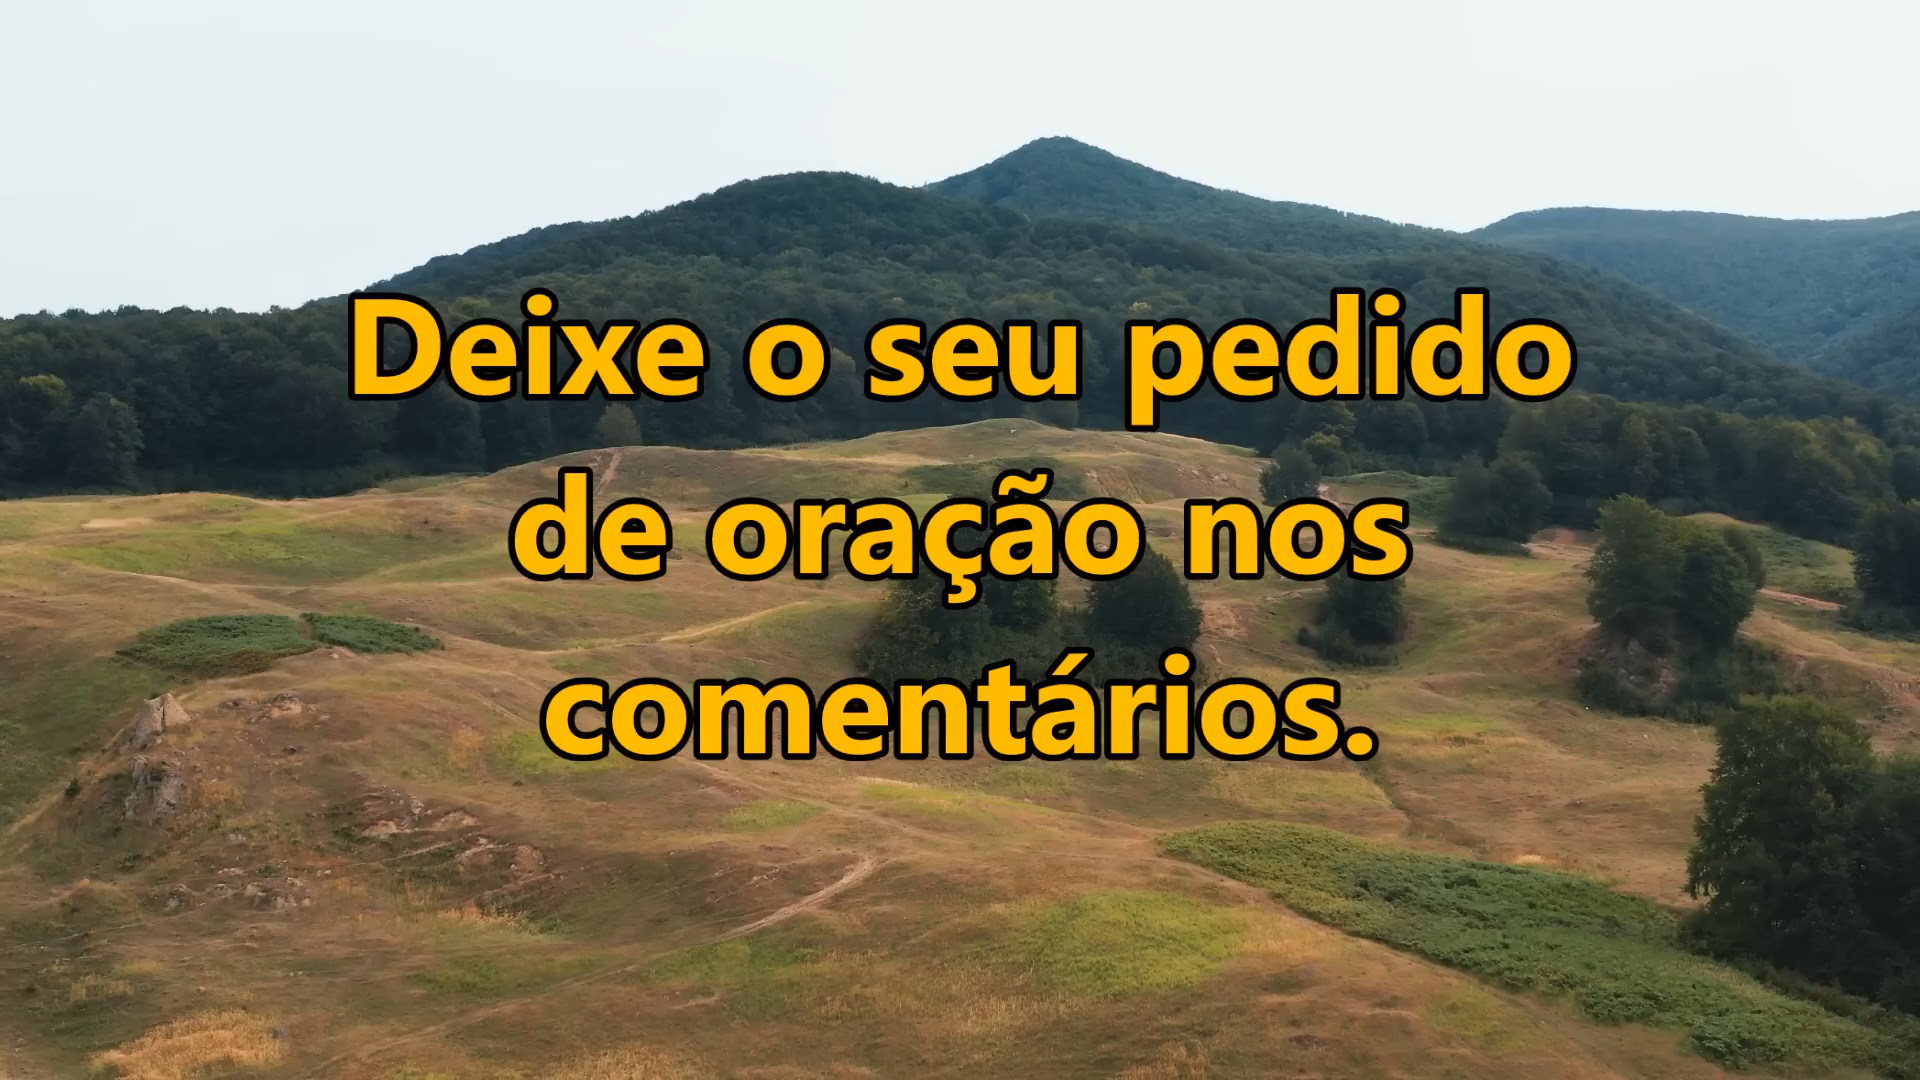 Deixe o seu pedido
de oração nos
comentários.